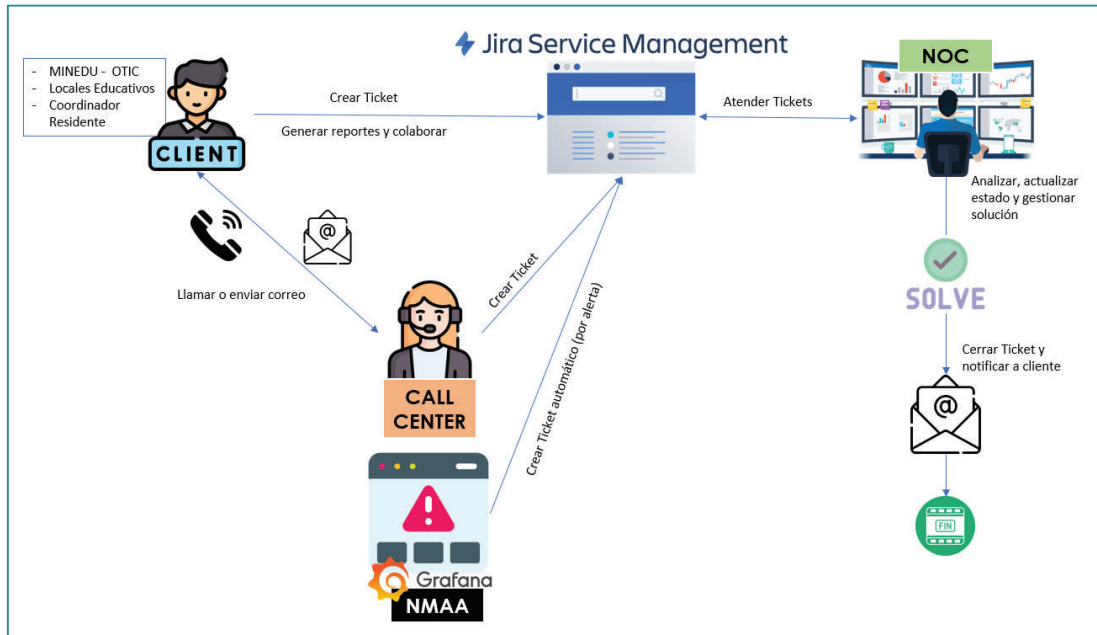 Jira Service Management
- MINEDU - OTIC
- Locales Educativos
- Coordinador
Residente
CLIENT
Crear Ticket
Generar reportes y colaborar
Atender Tickets
NOC
Analizar, actualizar
estado y gestionar
solución
SOLVE
Cerrar Ticket y
notificar a cliente
@
FIN
@
Llamar o enviar correo
Crear Ticket
CALL
CENTER
Crear Ticket automático (por alerta)
Grafana
NMAA